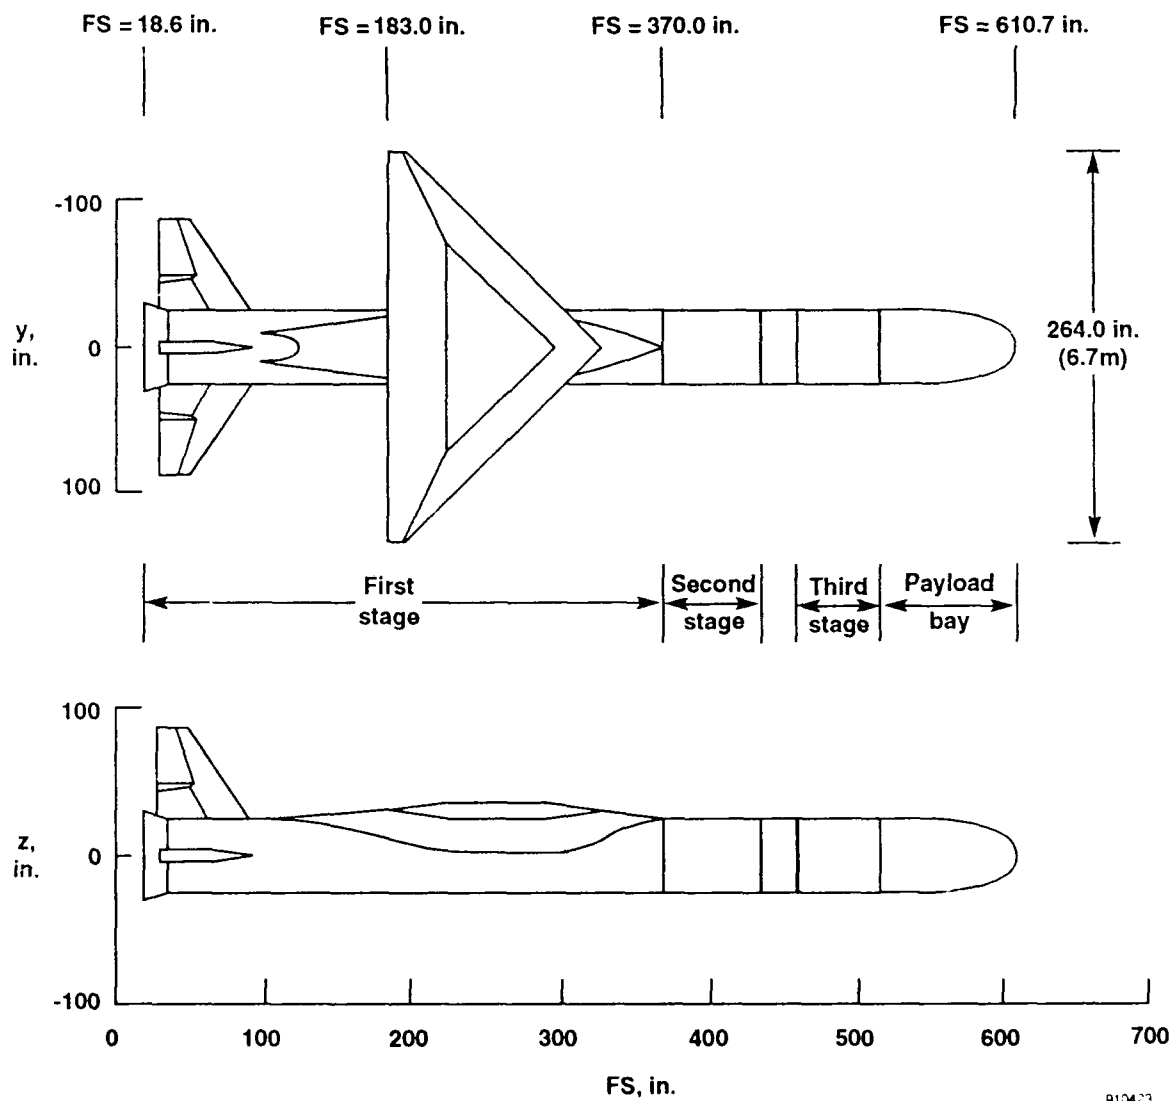 FS = 18.6 in.
FS = 183.0 in.
FS = 370.0 in.
FS = 610.7 in.
-100
y,
in.
0
100
264.0 in.
(6.7m)
First
stage
Second
stage
Third
stage
Payload
bay
100
z,
in.
0
-100
0
100
200
300
400
500
600
700
FS, in.
910423